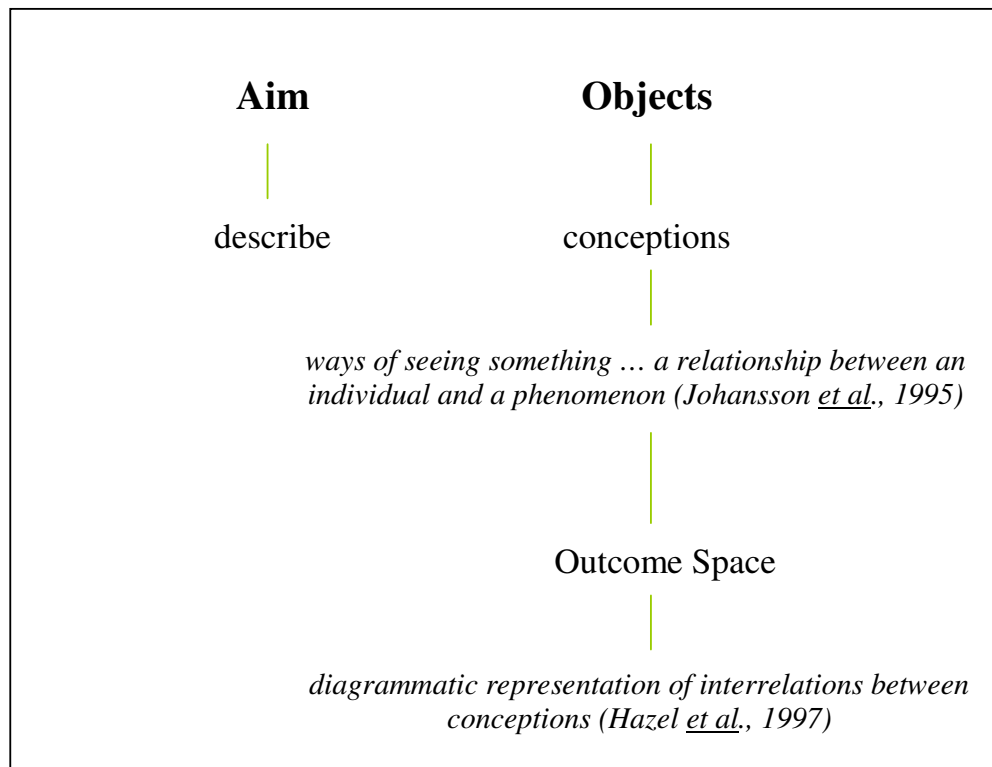 Aim Objects
describe conceptions
ways of seeing something … a relationship between an
individual and a phenomenon (Johansson et al., 1995)
Outcome Space
diagrammatic representation of interrelations between
conceptions (Hazel et al., 1997)